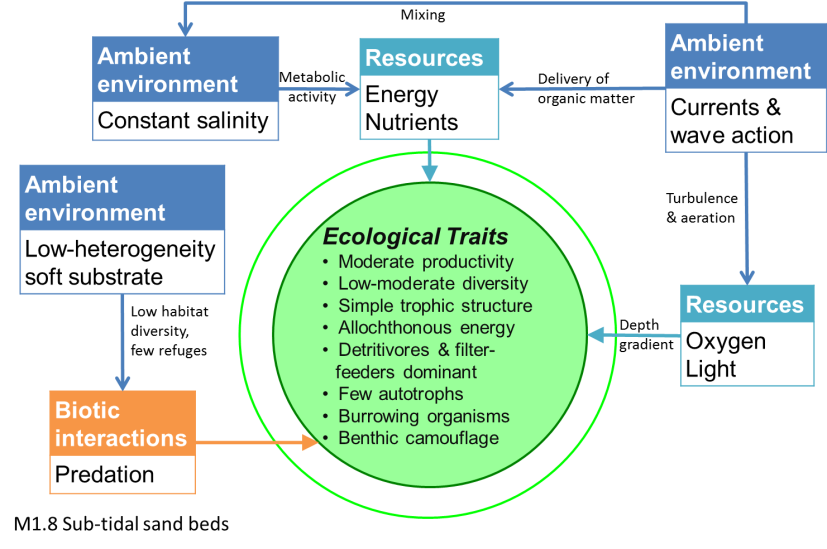 Mixing
Ambient
environment
Constant salinity
Metabolic
activity
Resources
Energy
Nutrients
Delivery of
organic matter
Ambient
environment
Currents &
wave action
Ambient
environment
Low-heterogeneity
soft substrate
Turbulence
& aeration
Ecological Traits
• Moderate productivity
• Low-moderate diversity
• Simple trophic structure
• Allochthonous energy
• Detritivores & filter-
feeders dominant
• Few autotrophs
• Burrowing organisms
• Benthic camouflage
Resources
Oxygen
Light
Depth
gradient
Low habitat
diversity,
few refuges
Biotic
interactions
Predation
M1.8 Sub-tidal sand beds